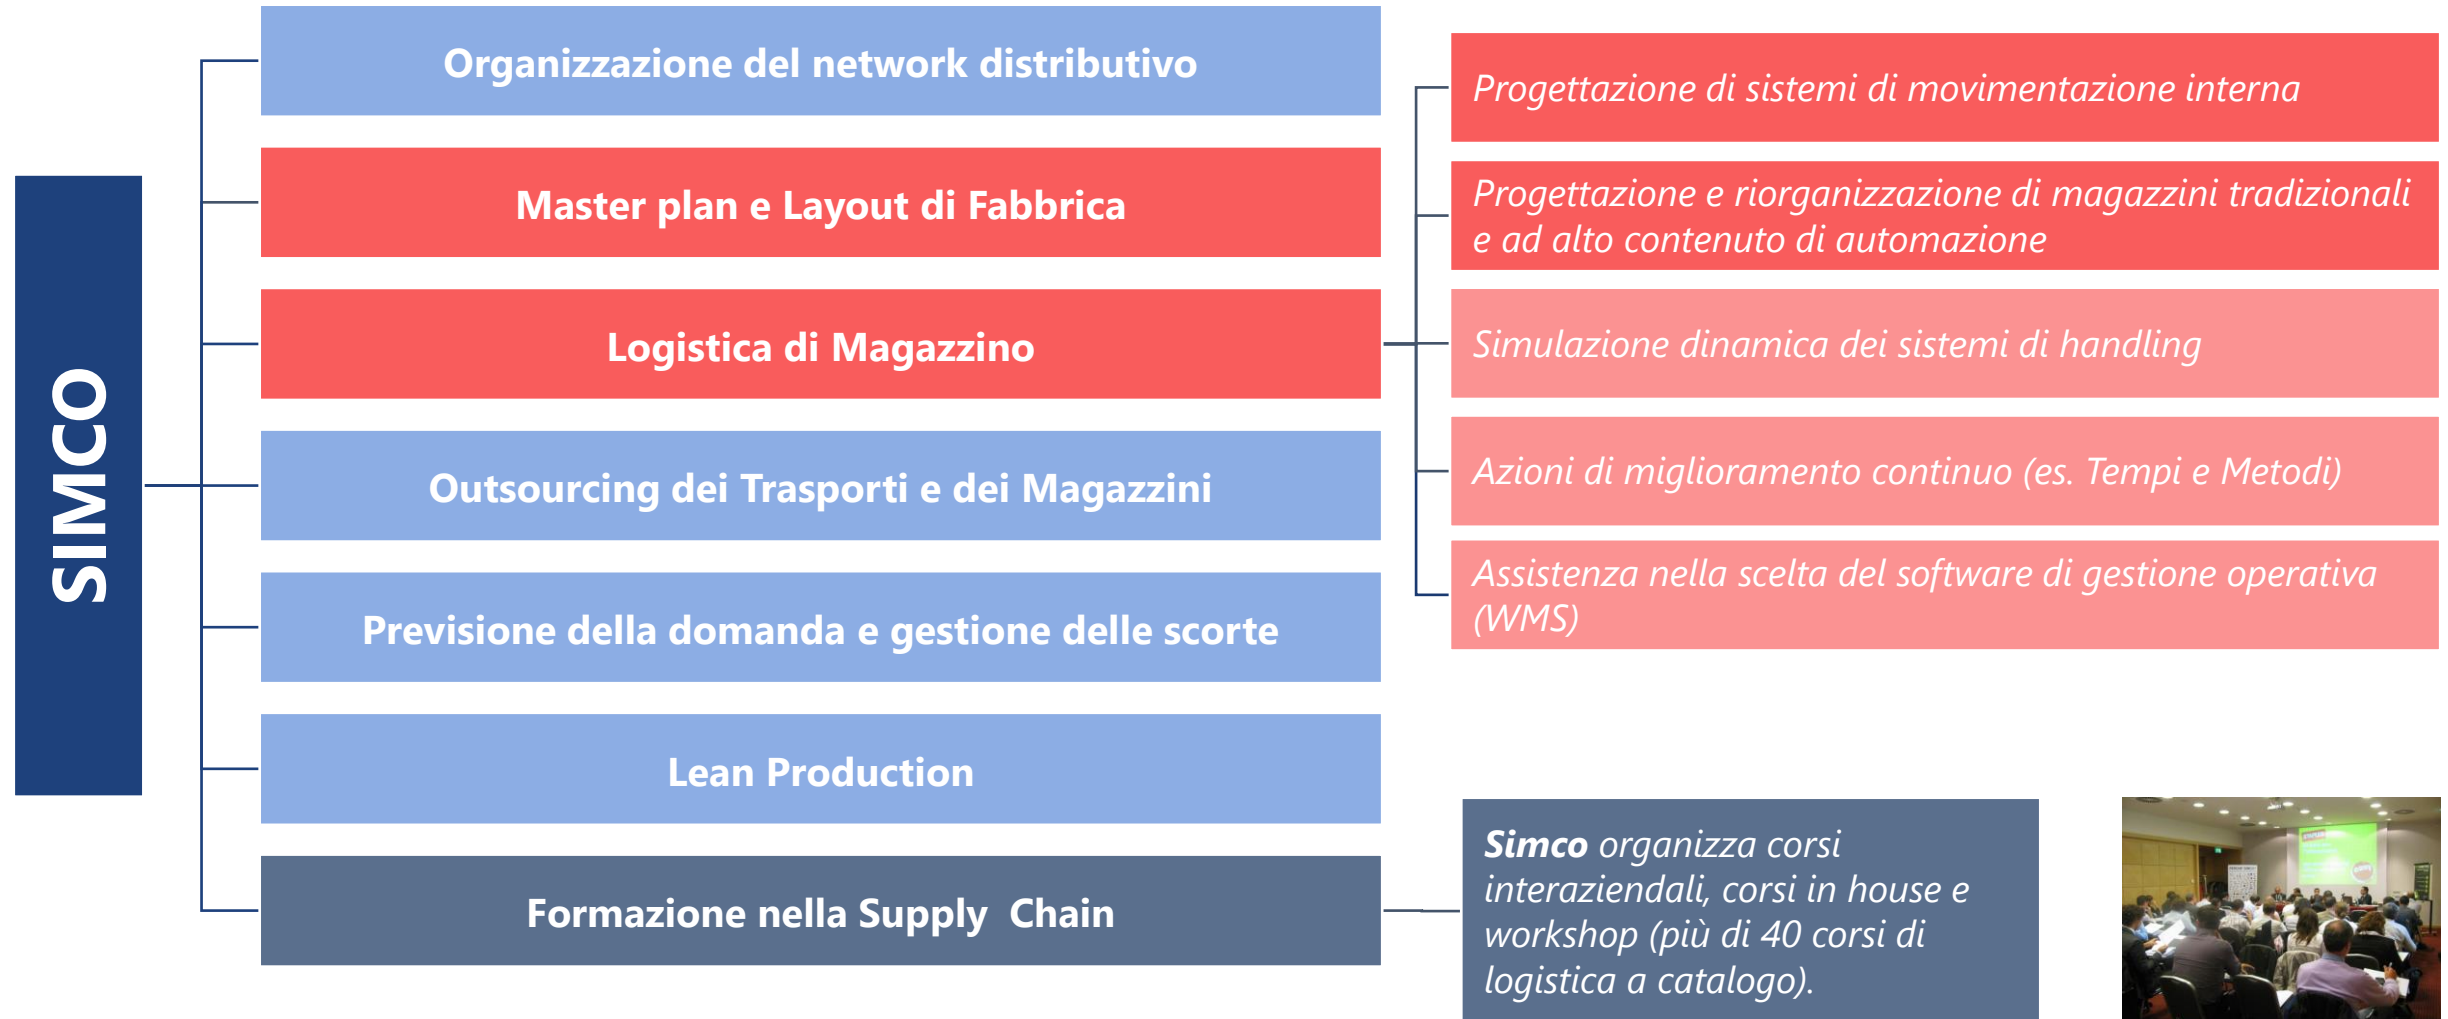 SIMCO
Organizzazione del network distributivo
Master plan e Layout di Fabbrica
Logistica di Magazzino
Outsourcing dei Trasporti e dei Magazzini
Previsione della domanda e gestione delle scorte
Lean Production
Formazione nella Supply  Chain
Progettazione di sistemi di movimentazione interna
Progettazione e riorganizzazione di magazzini tradizionali
e ad alto contenuto di automazione
Simulazione dinamica dei sistemi di handling
Azioni di miglioramento continuo (es. Tempi e Metodi)
Assistenza nella scelta del software di gestione operativa
(WMS)
Simco organizza corsi
interaziendali, corsi in house e
workshop (più di 40 corsi di
logistica a catalogo).